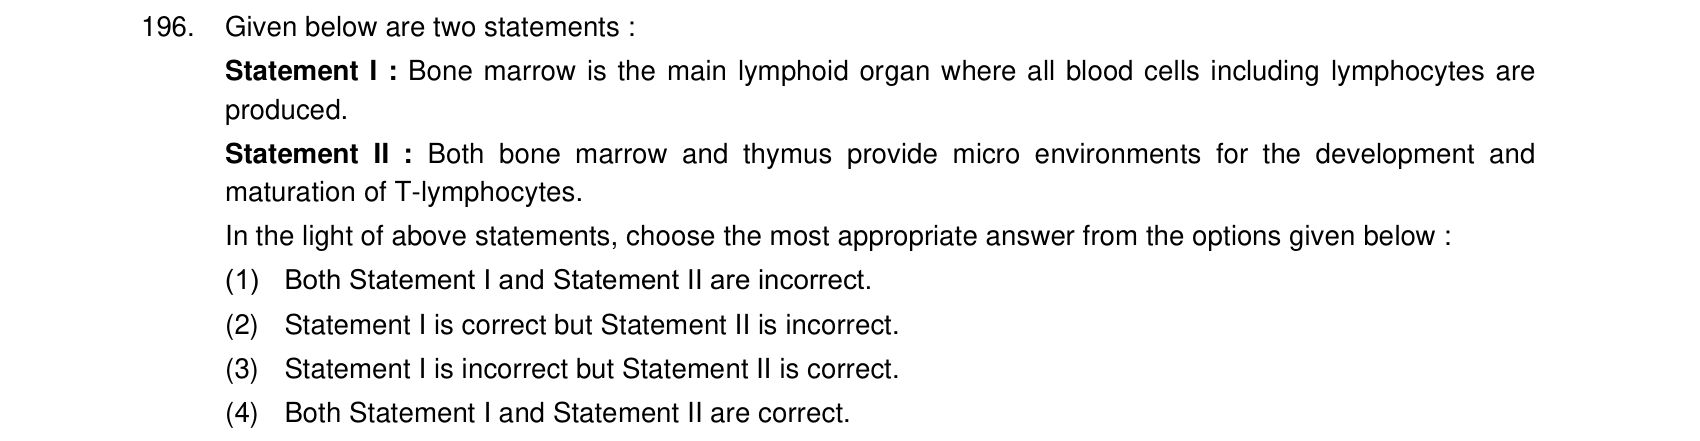 196. Given below are two statements :
Statement I : Bone marrow is the main lymphoid organ where all blood cells including lymphocytes are
produced.
Statement II : Both bone marrow and thymus provide micro environments for the development and
maturation of T-lymphocytes.
In the light of above statements, choose the most appropriate answer from the options given below :
(1) Both Statement I and Statement II are incorrect.
(2) Statement I is correct but Statement II is incorrect.
(3) Statement I is incorrect but Statement II is correct.
(4) Both Statement I and Statement II are correct.